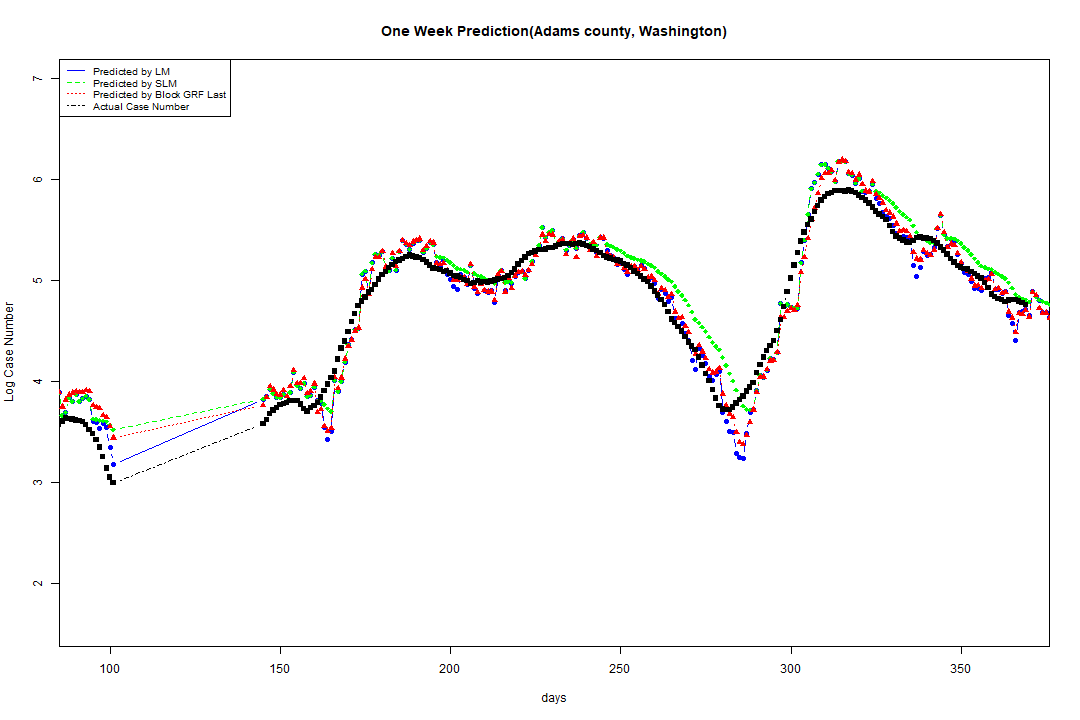 One Week Prediction(Adams county, Washington)
Predicted by LM
Predicted by SLM
Predicted by Block GRF Last
Actual Case Number
7
6
5
4
3
2
Log Case Number
100 150 200 250 300 350
days